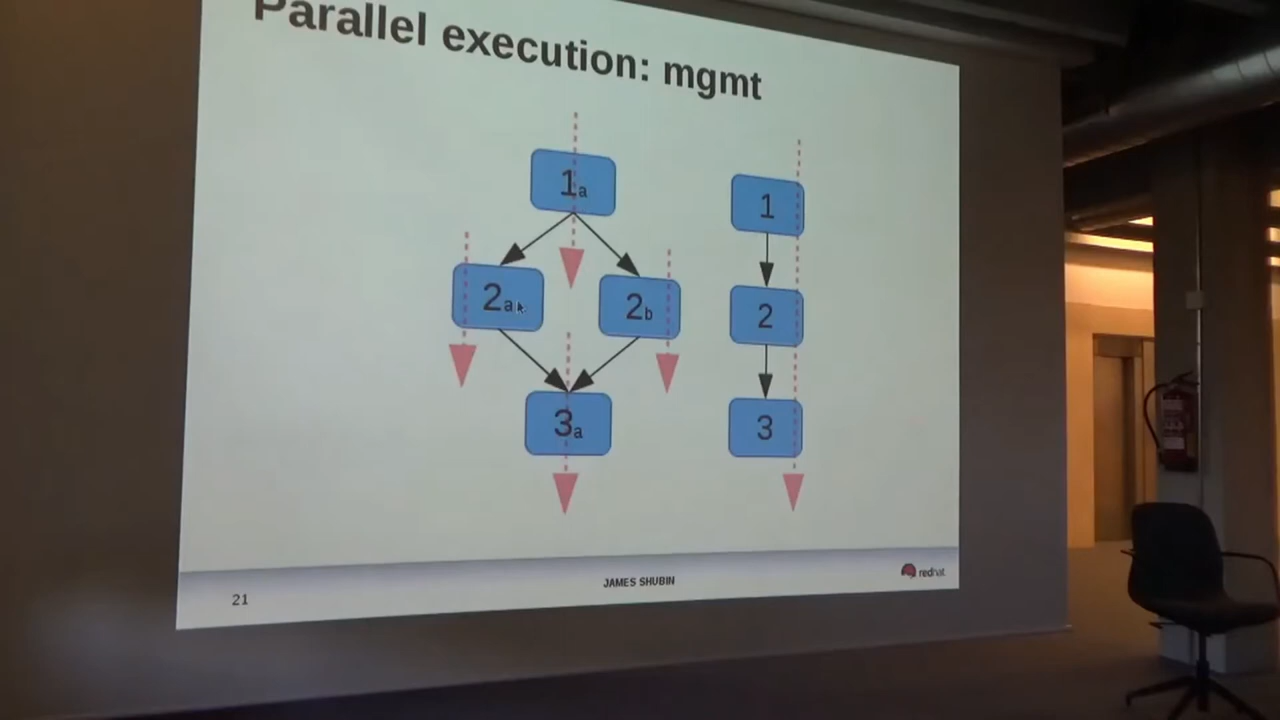 Parallel execution: mgmt
1a
1
2a
2b
2
3a
3
21
JAMES SHUBIN
redhat